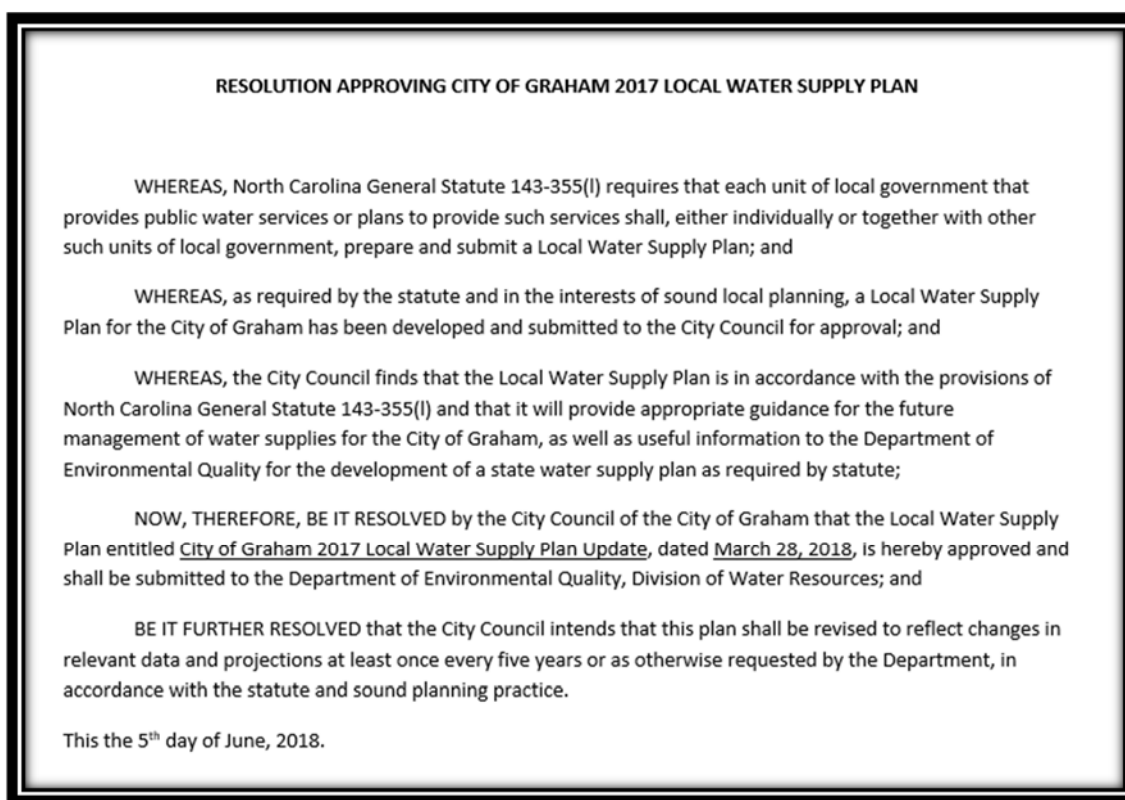 RESOLUTION APPROVING CITY OF GRAHAM 2017 LOCAL WATER SUPPLY PLAN
WHEREAS, North Carolina General Statute 143-355(l) requires that each unit of local government that
provides public water services or plans to provide such services shall, either individually or together with other
such units of local government, prepare and submit a Local Water Supply Plan; and
WHEREAS, as required by the statute and in the interests of sound local planning, a Local Water Supply
Plan for the City of Graham has been developed and submitted to the City Council for approval; and
WHEREAS, the City Council finds that the Local Water Supply Plan is in accordance with the provisions of
North Carolina General Statute 143-355(l) and that it will provide appropriate guidance for the future
management of water supplies for the City of Graham, as well as useful information to the Department of
Environmental Quality for the development of a state water supply plan as required by statute;
NOW, THEREFORE, BE IT RESOLVED by the City Council of the City of Graham that the Local Water Supply
Plan entitled City of Graham 2017 Local Water Supply Plan Update, dated March 28, 2018, is hereby approved and
shall be submitted to the Department of Environmental Quality, Division of Water Resources; and
BE IT FURTHER RESOLVED that the City Council intends that this plan shall be revised to reflect changes in
relevant data and projections at least once every five years or as otherwise requested by the Department, in
accordance with the statute and sound planning practice.
This the 5th day of June, 2018.